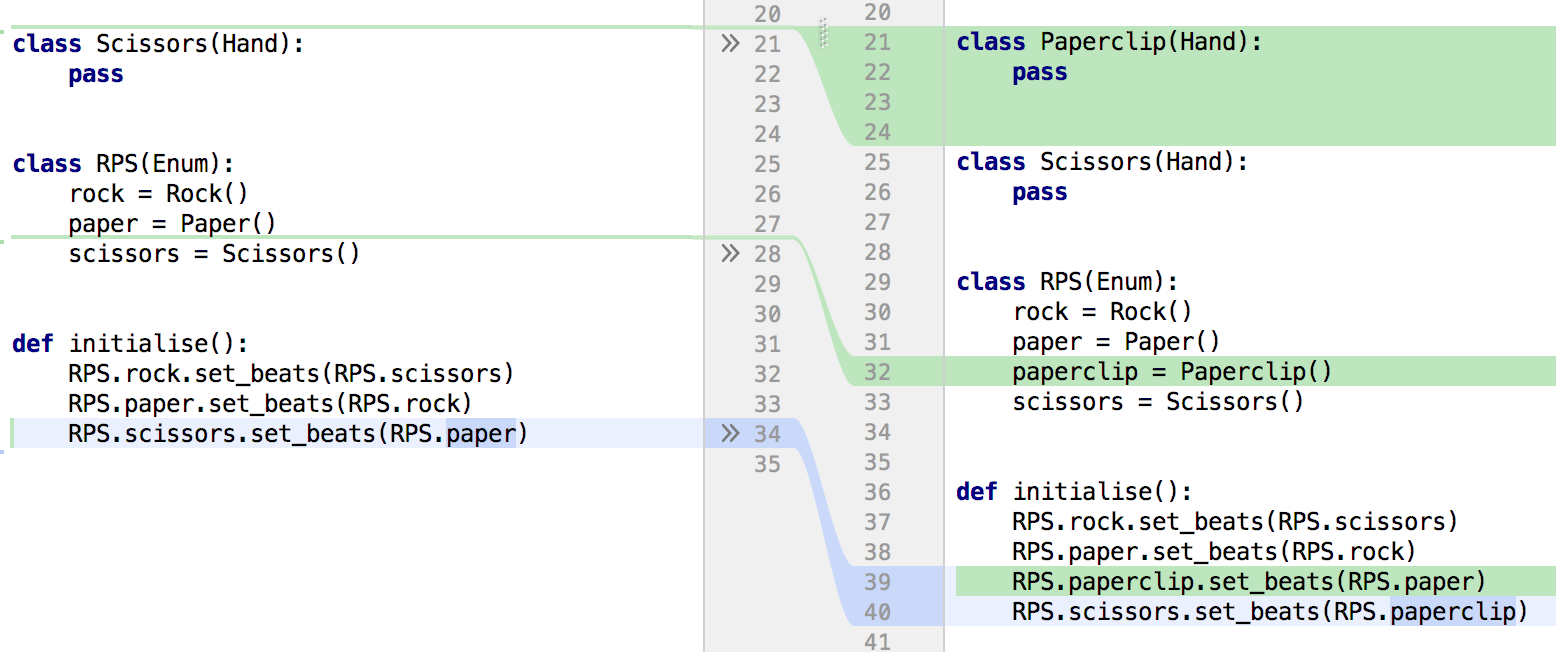 class Scissors(Hand):
    pass
class RPS(Enum):
    rock = Rock()
    paper = Paper()
    scissors = Scissors()
def initialise():
    RPS.rock.set_beats(RPS.scissors)
    RPS.paper.set_beats(RPS.rock)
    RPS.scissors.set_beats(RPS.paper)
20
» 21
22
23
24
25
26
27
» 28
29
30
31
32
33
» 34
35
20
21
22
23
24
25
26
27
28
29
30
31
32
33
34
35
36
37
38
39
40
41
class Paperclip(Hand):
    pass
class Scissors(Hand):
    pass
class RPS(Enum):
    rock = Rock()
    paper = Paper()
    paperclip = Paperclip()
    scissors = Scissors()
def initialise():
    RPS.rock.set_beats(RPS.scissors)
    RPS.paper.set_beats(RPS.rock)
    RPS.paperclip.set_beats(RPS.paper)
    RPS.scissors.set_beats(RPS.paperclip)